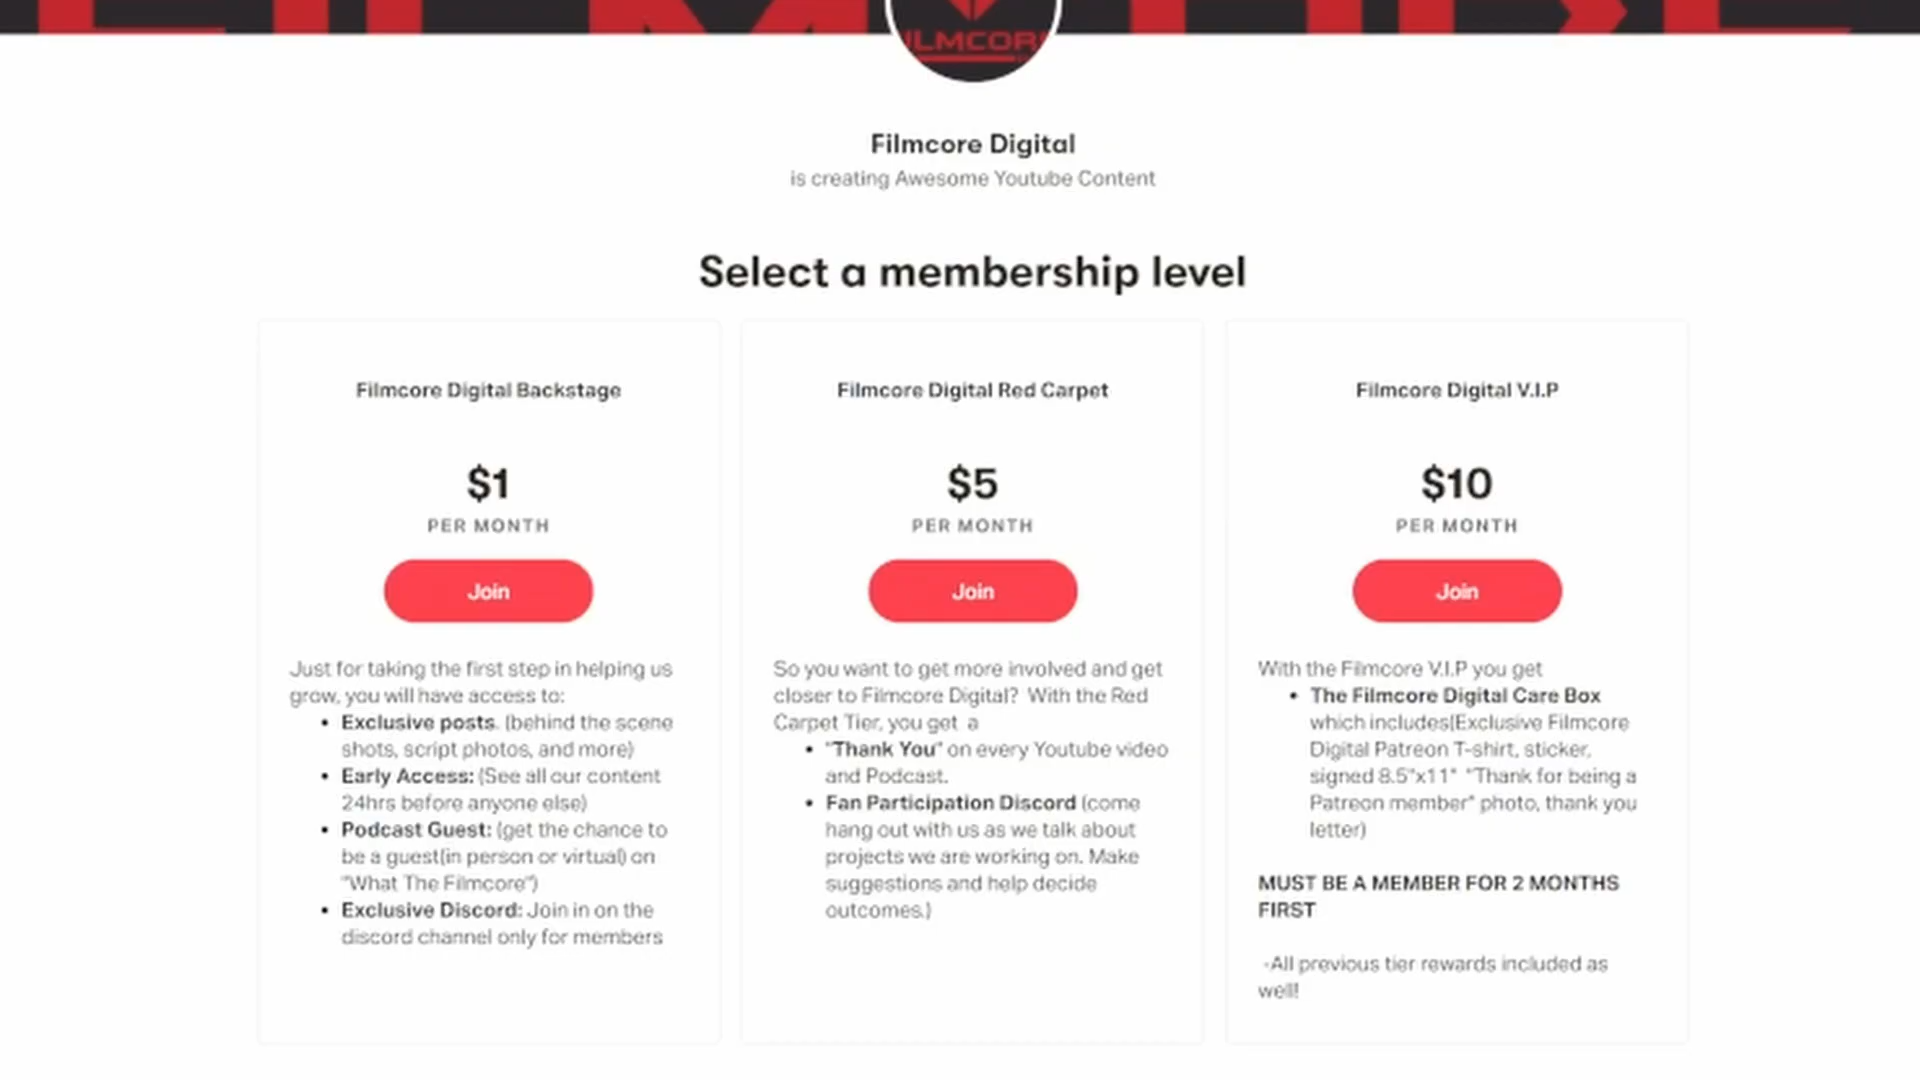 FILMCORE
ILMCOR
Filmcore Digital
is creating Awesome Youtube Content
Select a membership level
Filmcore Digital Backstage
$1
PER MONTH
Join
Just for taking the first step in helping us
grow, you will have access to:
• Exclusive posts. (behind the scene
shots, script photos, and more)
• Early Access: (See all our content
24hrs before anyone else)
• Podcast Guest: (get the chance to
be a guest(in person or virtual) on
"What The Filmcore")
• Exclusive Discord: Join in on the
discord channel only for members
Filmcore Digital Red Carpet
$5
PER MONTH
Join
So you want to get more involved and get
closer to Filmcore Digital? With the Red
Carpet Tier, you get a
• "Thank You" on every Youtube video
and Podcast.
• Fan Participation Discord (come
hang out with us as we talk about
projects we are working on. Make
suggestions and help decide
outcomes.)
Filmcore Digital V.I.P
$10
PER MONTH
Join
With the Filmcore V.I.P you get
• The Filmcore Digital Care Box
which includes(Exclusive Filmcore
Digital Patreon T-shirt, sticker,
signed 8.5"x11" "Thank for being a
Patreon member" photo, thank you
letter)
MUST BE A MEMBER FOR 2 MONTHS
FIRST
-All previous tier rewards included as
well!